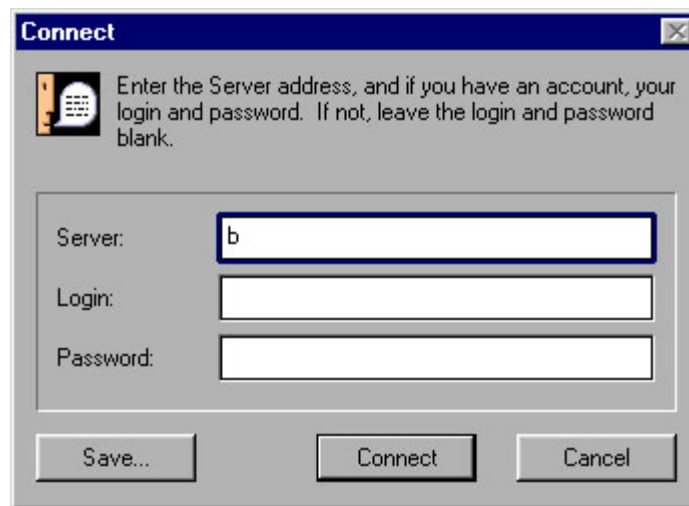 Connect
Enter the Server address, and if you have an account, your
login and password. If not, leave the login and password
blank.
Server:
b
Login:
Password:
Save...
Connect
Cancel